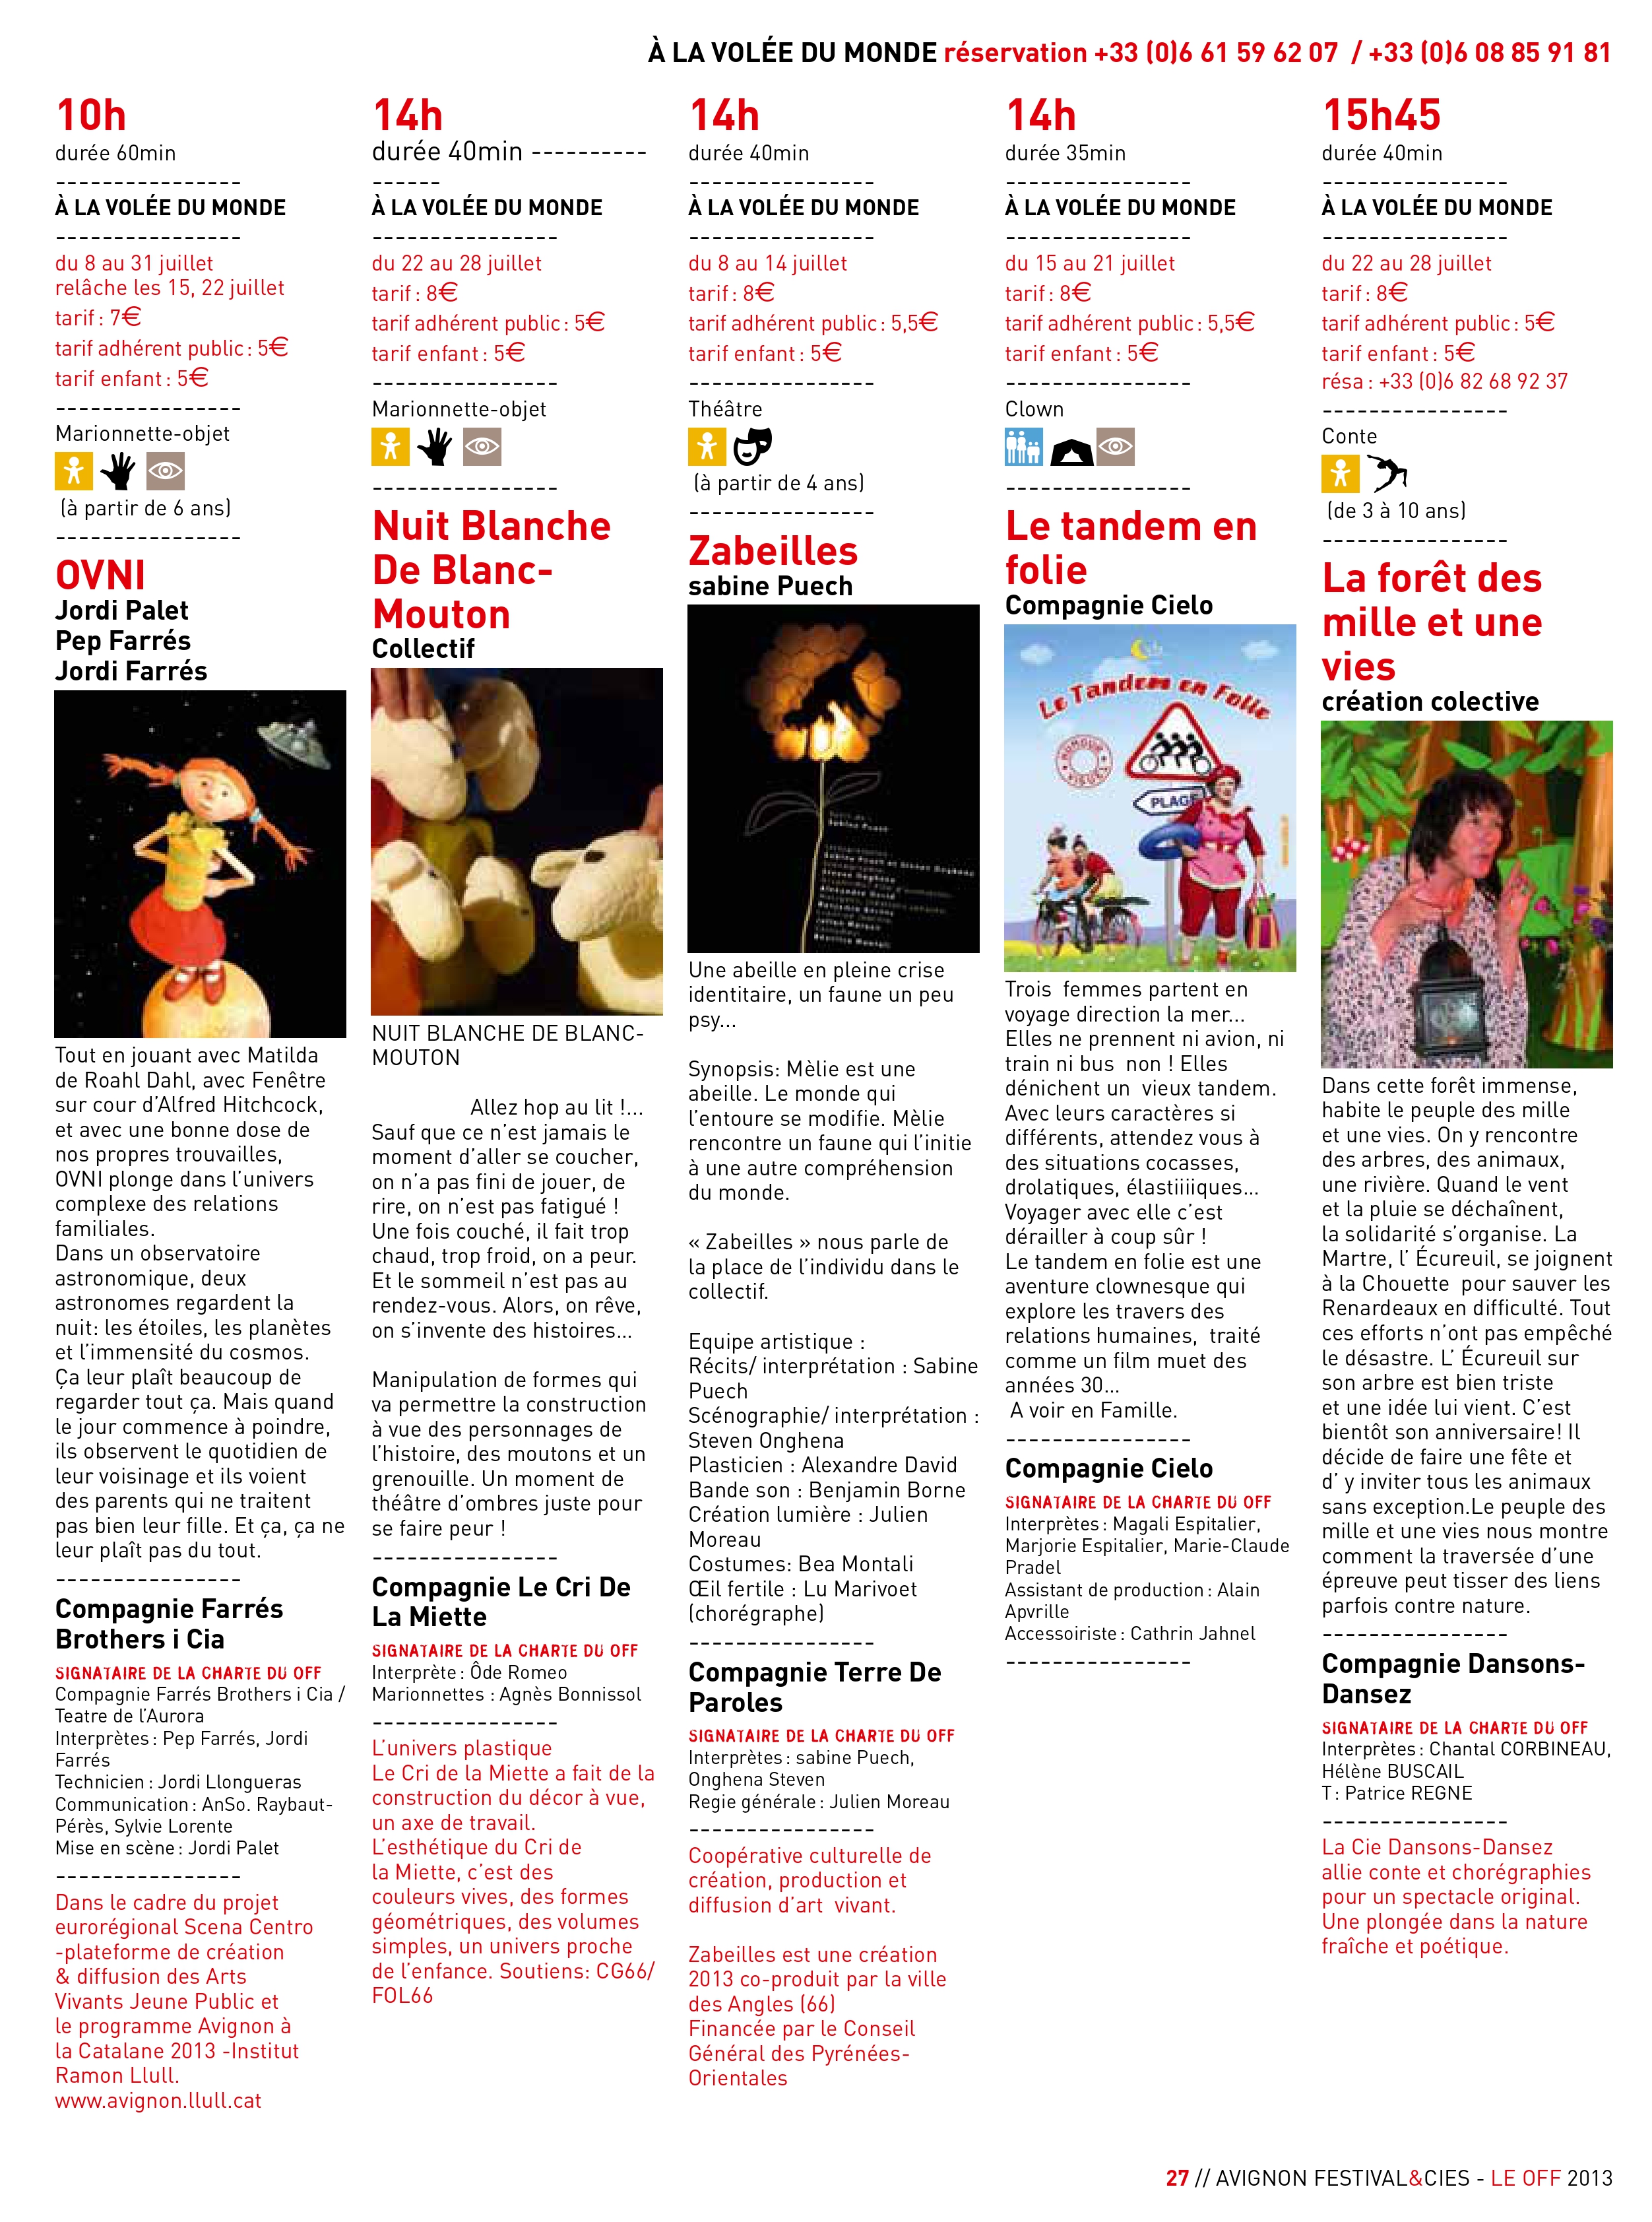 À LA VOLÉE DU MONDE réservation +33 (0)6 61 59 62 07 / +33 (0)6 08 85 91 81
10h
durée 60min
----------------
À LA VOLÉE DU MONDE
----------------
du 8 au 31 juillet
relâche les 15, 22 juillet
tarif : 7€
tarif adhérent public : 5€
tarif enfant : 5€
----------------
Marionnette-objet
(à partir de 6 ans)
----------------
OVNI
Jordi Palet
Pep Farrés
Jordi Farrés
Tout en jouant avec Matilda
de Roahl Dahl, avec Fenêtre
sur cour d'Alfred Hitchcock,
et avec une bonne dose de
nos propres trouvailles,
OVNI plonge dans l'univers
complexe des relations
familiales.
Dans un observatoire
astronomique, deux
astronomes regardent la
nuit: les étoiles, les planètes
et l'immensité du cosmos.
Ça leur plaît beaucoup de
regarder tout ça. Mais quand
le jour commence à poindre,
ils observent le quotidien de
leur voisinage et ils voient
des parents qui ne traitent
pas bien leur fille. Et ça, ça ne
leur plaît pas du tout.
----------------
Compagnie Farrés
Brothers i Cia
SIGNATAIRE DE LA CHARTE DU OFF
Compagnie Farrés Brothers i Cia /
Teatre de l'Aurora
Interprètes : Pep Farrés, Jordi
Farrés
Technicien : Jordi Llongueras
Communication : AnSo. Raybaut-
Pérès, Sylvie Lorente
Mise en scène : Jordi Palet
----------------
Dans le cadre du projet
eurorégional Scena Centro
-plateforme de création
& diffusion des Arts
Vivants Jeune Public et
le programme Avignon à
la Catalane 2013 -Institut
Ramon Llull.
www.avignon.llull.cat
14h
durée 40min ----------
------
À LA VOLÉE DU MONDE
----------------
du 22 au 28 juillet
tarif : 8€
tarif adhérent public : 5€
tarif enfant : 5€
----------------
Marionnette-objet
----------------
Nuit Blanche
De Blanc-
Mouton
Collectif
NUIT BLANCHE DE BLANC-
MOUTON
Allez hop au lit !...
Sauf que ce n'est jamais le
moment d'aller se coucher,
on n'a pas fini de jouer, de
rire, on n'est pas fatigué !
Une fois couché, il fait trop
chaud, trop froid, on a peur.
Et le sommeil n'est pas au
rendez-vous. Alors, on rêve,
on s'invente des histoires...
Manipulation de formes qui
va permettre la construction
à vue des personnages de
l'histoire, des moutons et un
grenouille. Un moment de
théâtre d'ombres juste pour
se faire peur !
----------------
Compagnie Le Cri De
La Miette
SIGNATAIRE DE LA CHARTE DU OFF
Interprète : Ôde Romeo
Marionnettes : Agnès Bonnissol
----------------
L'univers plastique
Le Cri de la Miette a fait de la
construction du décor à vue,
un axe de travail.
L'esthétique du Cri de
la Miette, c'est des
couleurs vives, des formes
géométriques, des volumes
simples, un univers proche
de l'enfance. Soutiens: CG66/
FOL66
14h
durée 40min
----------------
À LA VOLÉE DU MONDE
----------------
du 8 au 14 juillet
tarif : 8€
tarif adhérent public : 5,5€
tarif enfant : 5€
----------------
Théâtre
(à partir de 4 ans)
----------------
Zabeilles
sabine Puech
Une abeille en pleine crise
identitaire, un faune un peu
psy...
Synopsis: Mèlie est une
abeille. Le monde qui
l'entoure se modifie. Mèlie
rencontre un faune qui l'initie
à une autre compréhension
du monde.
« Zabeilles » nous parle de
la place de l'individu dans le
collectif.
Equipe artistique :
Récits/ interprétation : Sabine
Puech
Scénographie/ interprétation :
Steven Onghena
Plasticien : Alexandre David
Bande son : Benjamin Borne
Création lumière : Julien
Moreau
Costumes: Bea Montali
Œil fertile : Lu Marivoet
(chorégraphe)
----------------
Compagnie Terre De
Paroles
SIGNATAIRE DE LA CHARTE DU OFF
Interprètes : sabine Puech,
Onghena Steven
Regie générale : Julien Moreau
----------------
Coopérative culturelle de
création, production et
diffusion d'art vivant.
Zabeilles est une création
2013 co-produit par la ville
des Angles (66)
Financée par le Conseil
Général des Pyrénées-
Orientales
14h
durée 35min
----------------
À LA VOLÉE DU MONDE
----------------
du 15 au 21 juillet
tarif : 8€
tarif adhérent public : 5,5€
tarif enfant : 5€
----------------
Clown
----------------
Le tandem en
folie
Compagnie Cielo
Le Tandem en Folie
PLAGE
Trois femmes partent en
voyage direction la mer...
Elles ne prennent ni avion, ni
train ni bus non ! Elles
dénichent un vieux tandem.
Avec leurs caractères si
différents, attendez vous à
des situations cocasses,
drolatiques, élastiiiiques...
Voyager avec elle c'est
dérailler à coup sûr !
Le tandem en folie est une
aventure clownesque qui
explore les travers des
relations humaines, traité
comme un film muet des
années 30...
A voir en Famille.
----------------
Compagnie Cielo
SIGNATAIRE DE LA CHARTE DU OFF
Interprètes : Magali Espitalier,
Marjorie Espitalier, Marie-Claude
Pradel
Assistant de production : Alain
Apvrille
Accessoiriste : Cathrin Jahnel
----------------
15h45
durée 40min
----------------
À LA VOLÉE DU MONDE
----------------
du 22 au 28 juillet
tarif : 8€
tarif adhérent public : 5€
tarif enfant : 5€
résa : +33 (0)6 82 68 92 37
----------------
Conte
(de 3 à 10 ans)
----------------
La forêt des
mille et une
vies
création colective
Dans cette forêt immense,
habite le peuple des mille
et une vies. On y rencontre
des arbres, des animaux,
une rivière. Quand le vent
et la pluie se déchaînent,
la solidarité s'organise. La
Martre, l' Écureuil, se joignent
à la Chouette pour sauver les
Renardeaux en difficulté. Tout
ces efforts n'ont pas empêché
le désastre. L' Écureuil sur
son arbre est bien triste
et une idée lui vient. C'est
bientôt son anniversaire! Il
décide de faire une fête et
d' y inviter tous les animaux
sans exception.Le peuple des
mille et une vies nous montre
comment la traversée d'une
épreuve peut tisser des liens
parfois contre nature.
----------------
Compagnie Dansons-
Dansez
SIGNATAIRE DE LA CHARTE DU OFF
Interprètes : Chantal CORBINEAU,
Hélène BUSCAIL
T : Patrice REGNE
----------------
La Cie Dansons-Dansez
allie conte et chorégraphies
pour un spectacle original.
Une plongée dans la nature
fraîche et poétique.
27 // AVIGNON FESTIVAL&CIES - LE OFF 2013